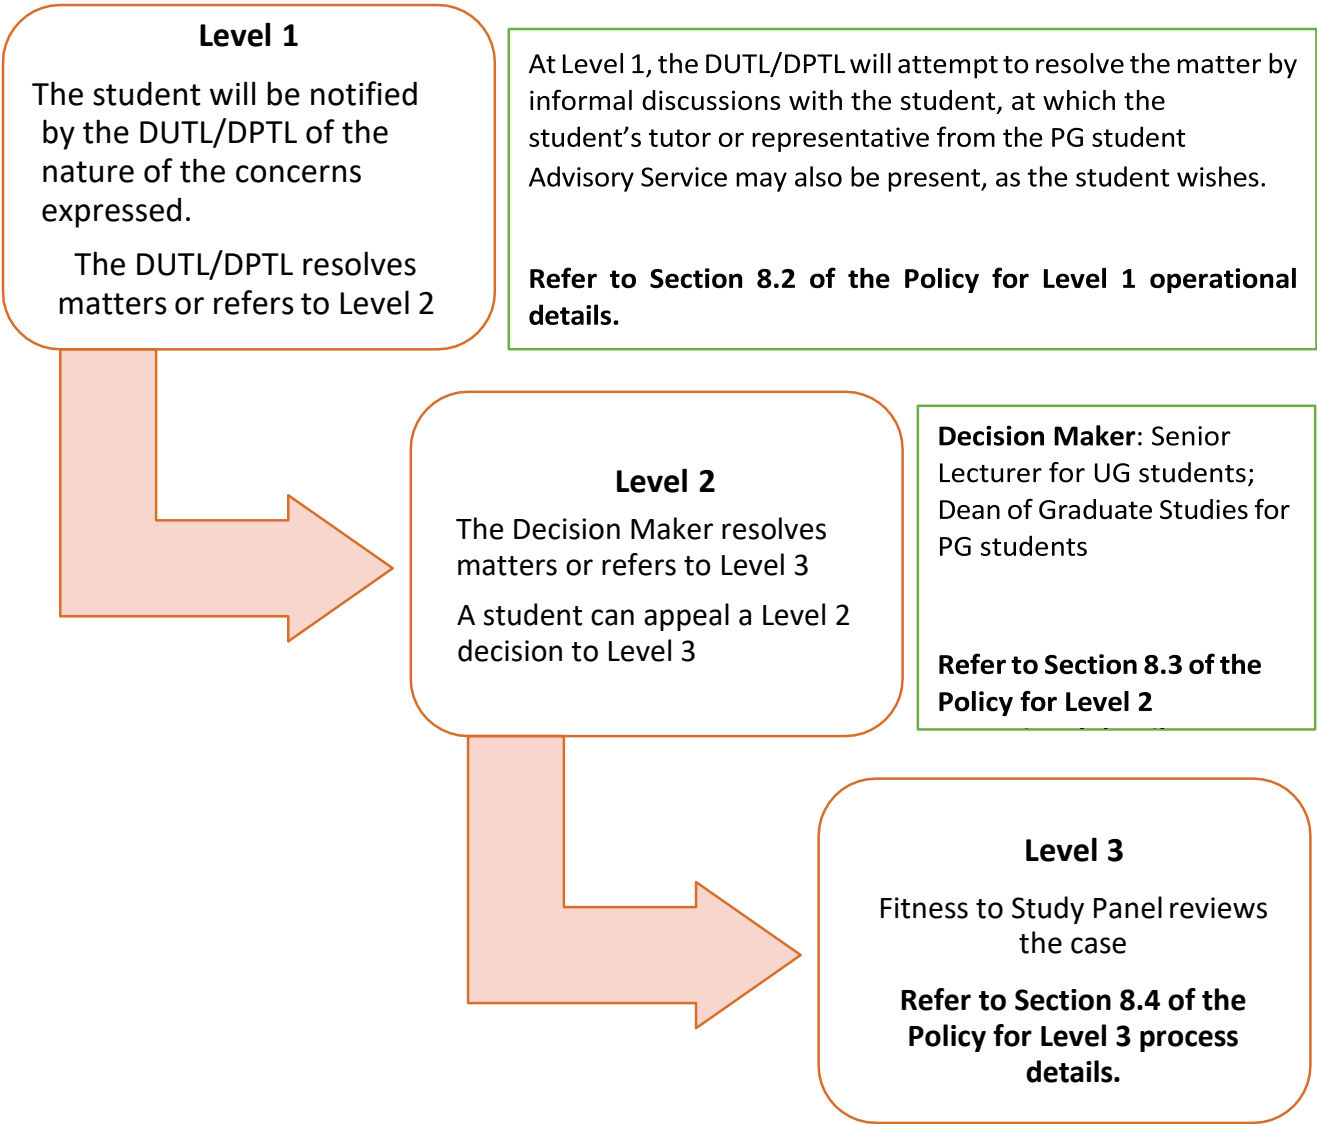 Level 1
The student will be notified
by the DUTL/DPTL of the
nature of the concerns
expressed.
The DUTL/DPTL resolves
matters or refers to Level 2
At Level 1, the DUTL/DPTL will attempt to resolve the matter by
informal discussions with the student, at which the
student’s tutor or representative from the PG student
Advisory Service may also be present, as the student wishes.
Refer to Section 8.2 of the Policy for Level 1 operational
details.
Level 2
The Decision Maker resolves
matters or refers to Level 3
A student can appeal a Level 2
decision to Level 3
Decision Maker: Senior
Lecturer for UG students;
Dean of Graduate Studies for
PG students
Refer to Section 8.3 of the
Policy for Level 2
Level 3
Fitness to Study Panel reviews
the case
Refer to Section 8.4 of the
Policy for Level 3 process
details.